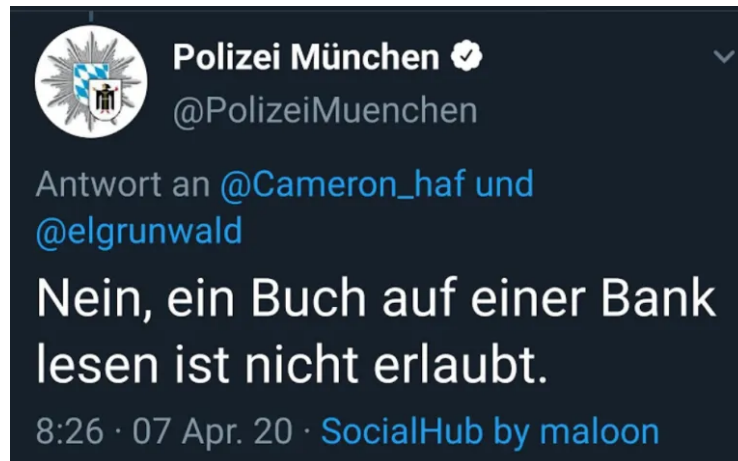 Polizei München
@PolizeiMuenchen
Antwort an @Cameron_haf und
@elgrunwald
Nein, ein Buch auf einer Bank
lesen ist nicht erlaubt.
8:26 · 07 Apr. 20 · SocialHub by maloon